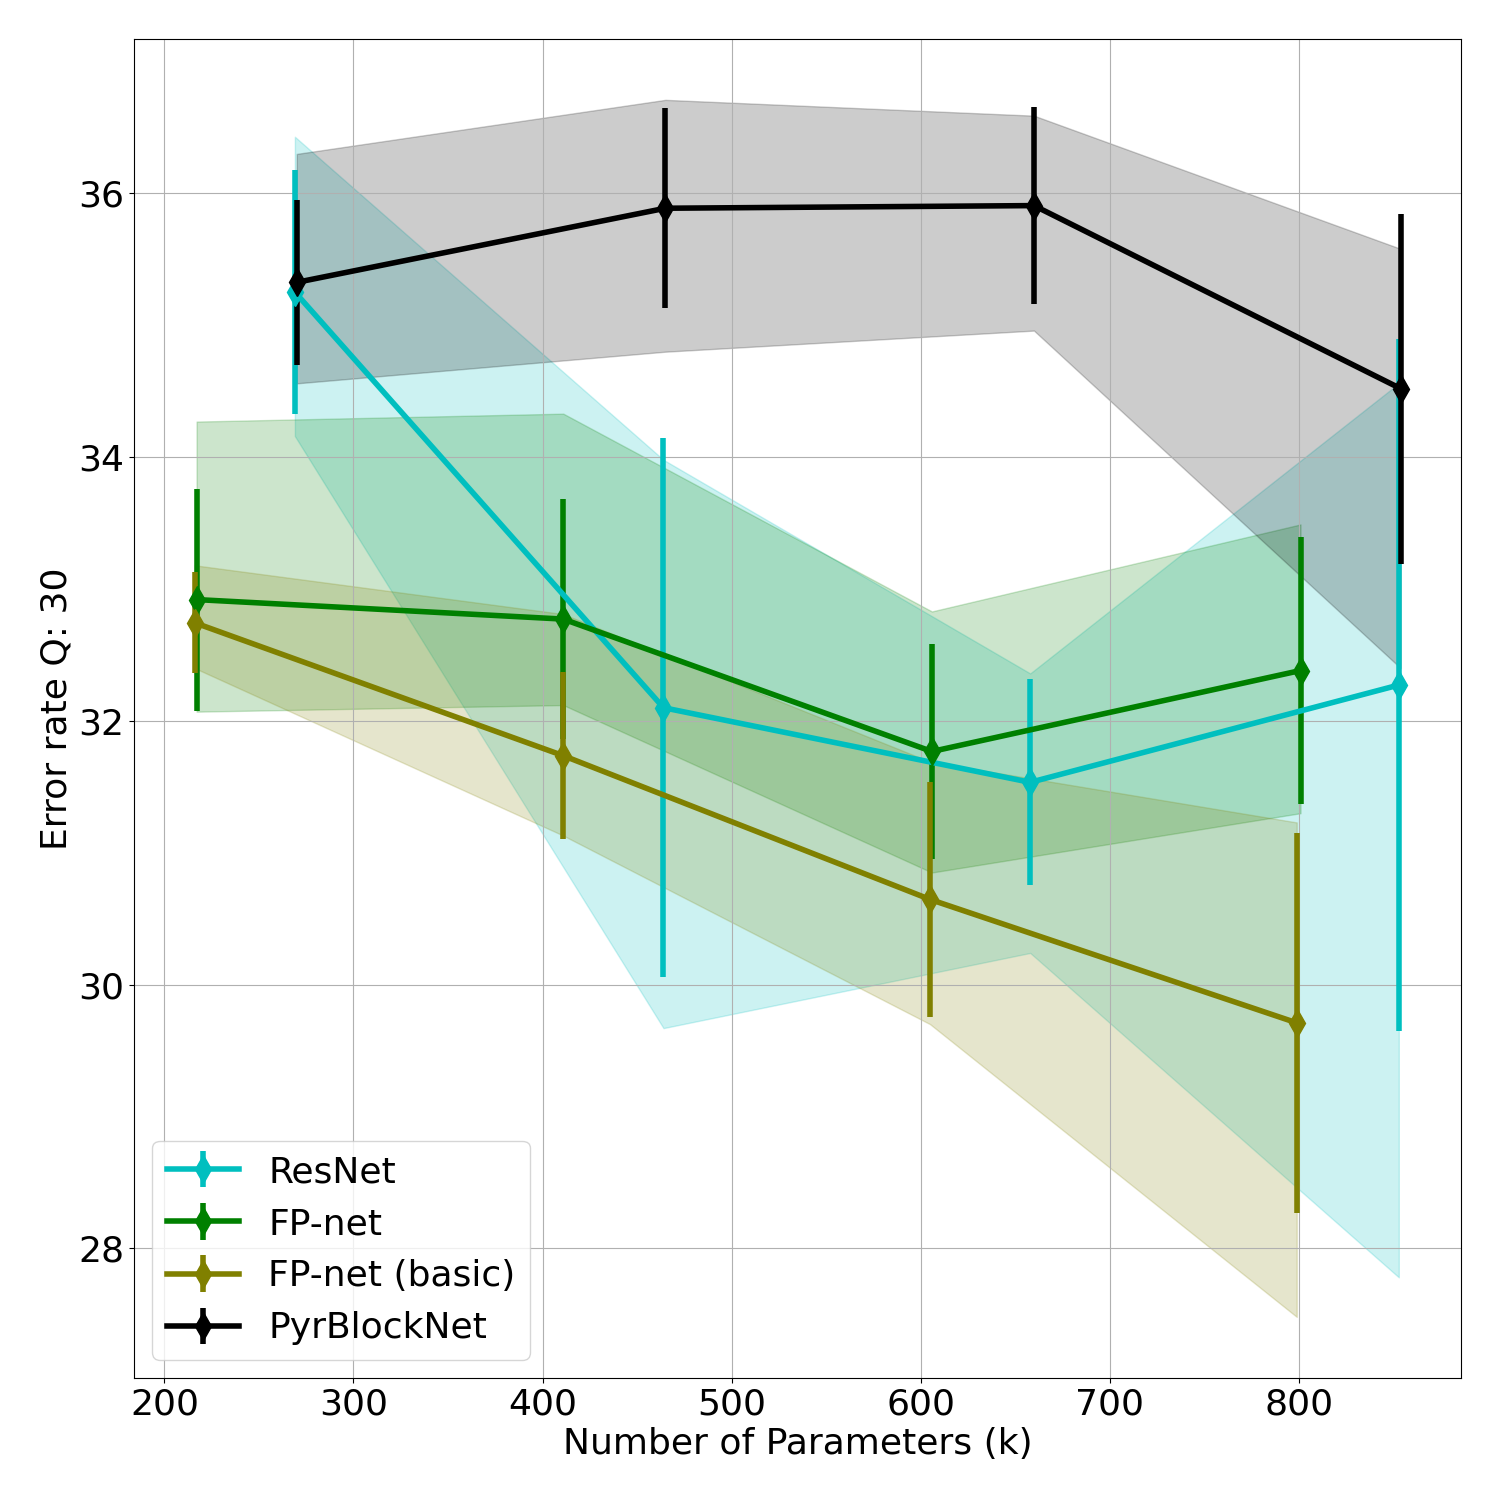 Error rate Q: 30
36
34
32
30
28
ResNet
FP-net
FP-net (basic)
PyrBlockNet
200 300 400 500 600 700 800
Number of Parameters (k)